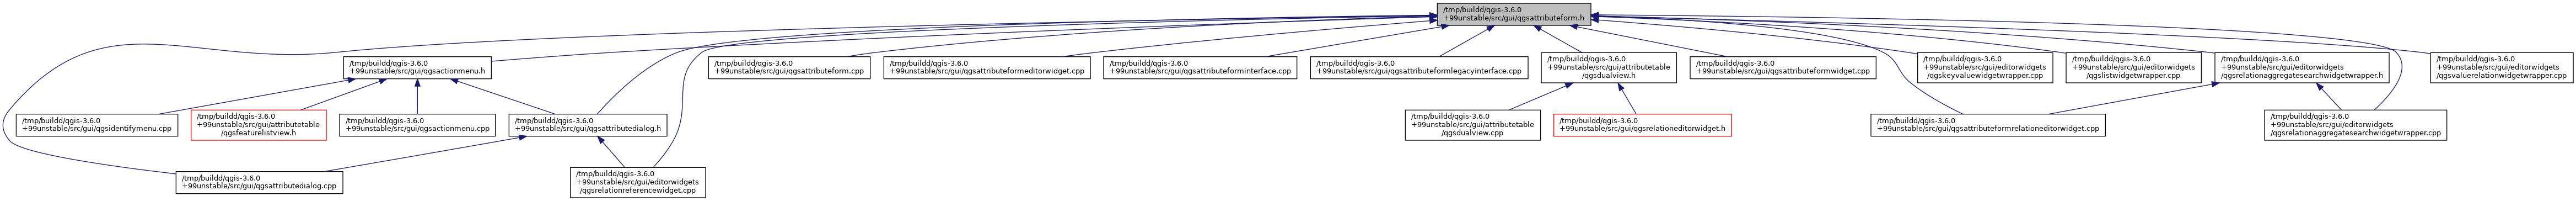 /tmp/buildd/qgis-3.6.0
+99unstable/src/gui/qgsattributeform.h
/tmp/buildd/qgis-3.6.0
+99unstable/src/gui/qgsactionmenu.h
/tmp/buildd/qgis-3.6.0
+99unstable/src/gui/qgsattributeform.cpp
/tmp/buildd/qgis-3.6.0
+99unstable/src/gui/qgsattributeformeditorwidget.cpp
/tmp/buildd/qgis-3.6.0
+99unstable/src/gui/qgsattributeforminterface.cpp
/tmp/buildd/qgis-3.6.0
+99unstable/src/gui/qgsattributeformlegacyinterface.cpp
/tmp/buildd/qgis-3.6.0
+99unstable/src/gui/attributetable
/qgsdualview.h
/tmp/buildd/qgis-3.6.0
+99unstable/src/gui/qgsattributeformwidget.cpp
/tmp/buildd/qgis-3.6.0
+99unstable/src/gui/editorwidgets
/qgskeyvaluewidgetwrapper.cpp
/tmp/buildd/qgis-3.6.0
+99unstable/src/gui/editorwidgets
/qgslistwidgetwrapper.cpp
/tmp/buildd/qgis-3.6.0
+99unstable/src/gui/editorwidgets
/qgsrelationaggregatesearchwidgetwrapper.h
/tmp/buildd/qgis-3.6.0
+99unstable/src/gui/editorwidgets
/qgsvaluerelationwidgetwrapper.cpp
/tmp/buildd/qgis-3.6.0
+99unstable/src/gui/qgsidentifymenu.cpp
/tmp/buildd/qgis-3.6.0
+99unstable/src/gui/attributetable
/qgsfeaturelistview.h
/tmp/buildd/qgis-3.6.0
+99unstable/src/gui/qgsactionmenu.cpp
/tmp/buildd/qgis-3.6.0
+99unstable/src/gui/qgsattributedialog.h
/tmp/buildd/qgis-3.6.0
+99unstable/src/gui/attributetable
/qgsdualview.cpp
/tmp/buildd/qgis-3.6.0
+99unstable/src/gui/qgsrelationeditorwidget.h
/tmp/buildd/qgis-3.6.0
+99unstable/src/gui/qgsattributeformrelationeditorwidget.cpp
/tmp/buildd/qgis-3.6.0
+99unstable/src/gui/editorwidgets
/qgsrelationaggregatesearchwidgetwrapper.cpp
/tmp/buildd/qgis-3.6.0
+99unstable/src/gui/qgsattributedialog.cpp
/tmp/buildd/qgis-3.6.0
+99unstable/src/gui/editorwidgets
/qgsrelationreferencewidget.cpp